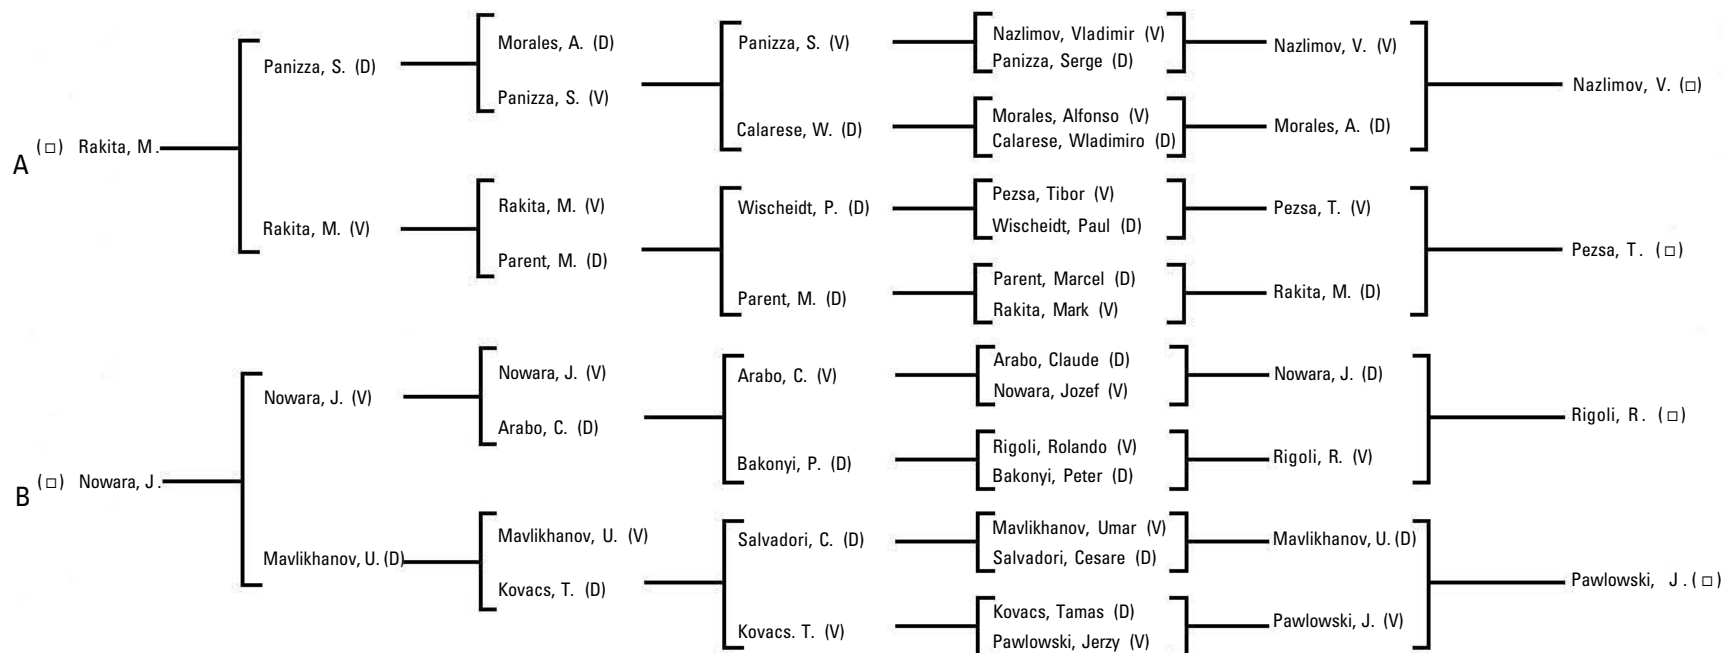 A
(□) Rakita, M.
Panizza, S. (D)
Rakita, M. (V)
Morales, A. (D)
Panizza, S. (V)
Rakita, M. (V)
Parent, M. (D)
Panizza, S. (V)
Calarese, W. (D)
Wischeidt, P. (D)
Parent, M. (D)
Nazlimov, Vladimir (V)
Panizza, Serge (D)
Morales, Alfonso (V)
Calarese, Wladimiro (D)
Pezsa, Tibor (V)
Wischeidt, Paul (D)
Parent, Marcel (D)
Rakita, Mark (V)
Nazlimov, V. (V)
Morales, A. (D)
Pezsa, T. (V)
Rakita, M. (D)
Nazlimov, V. (□)
Pezsa, T. (□)
B
(□) Nowara, J.
Nowara, J. (V)
Mavlikhanov, U. (D)
Nowara, J. (V)
Arabo, C. (D)
Mavlikhanov, U. (V)
Kovacs, T. (D)
Arabo, C. (V)
Bakonyi, P. (D)
Salvadori, C. (D)
Kovacs. T. (V)
Arabo, Claude (D)
Nowara, Jozef (V)
Rigoli, Rolando (V)
Bakonyi, Peter (D)
Mavlikhanov, Umar (V)
Salvadori, Cesare (D)
Kovacs, Tamas (D)
Pawlowski, Jerzy (V)
Nowara, J. (D)
Rigoli, R. (V)
Mavlikhanov, U. (D)
Pawlowski, J. (V)
Rigoli, R. (□)
Pawlowski, J. (□)